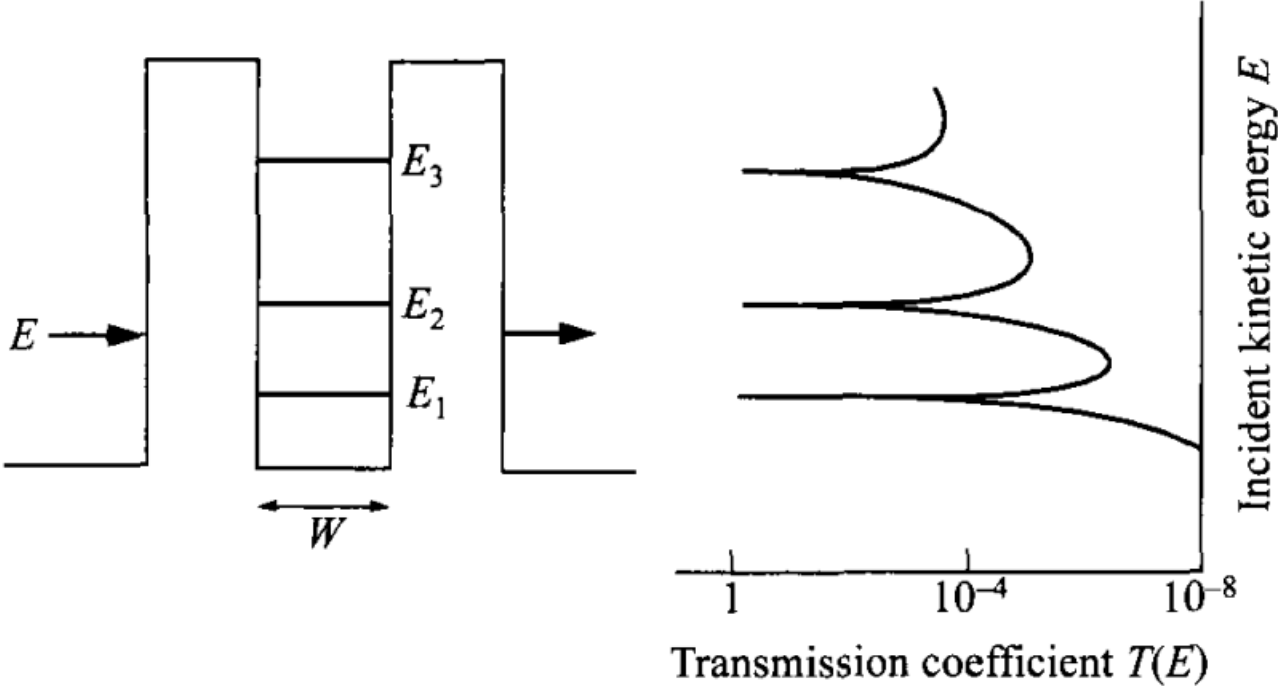 E
E₃
E₂
E₁
W
Incident kinetic energy E
1
10⁻⁴
10⁻⁸
Transmission coefficient T(E)